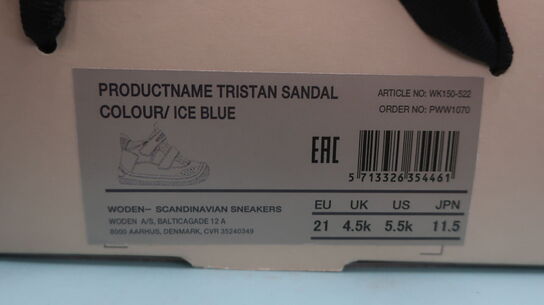 PRODUCTNAME TRISTAN SANDAL
COLOUR/ ICE BLUE
ARTICLE NO: WK150-522
ORDER NO: PWW1070
EAC
5 713326 354461
WODEN– SCANDINAVIAN SNEAKERS
WODEN A/S, BALTICAGADE 12 A
8000 AARHUS, DENMARK, CVR 35240349
EU UK US JPN
21 4.5k 5.5k 11.5